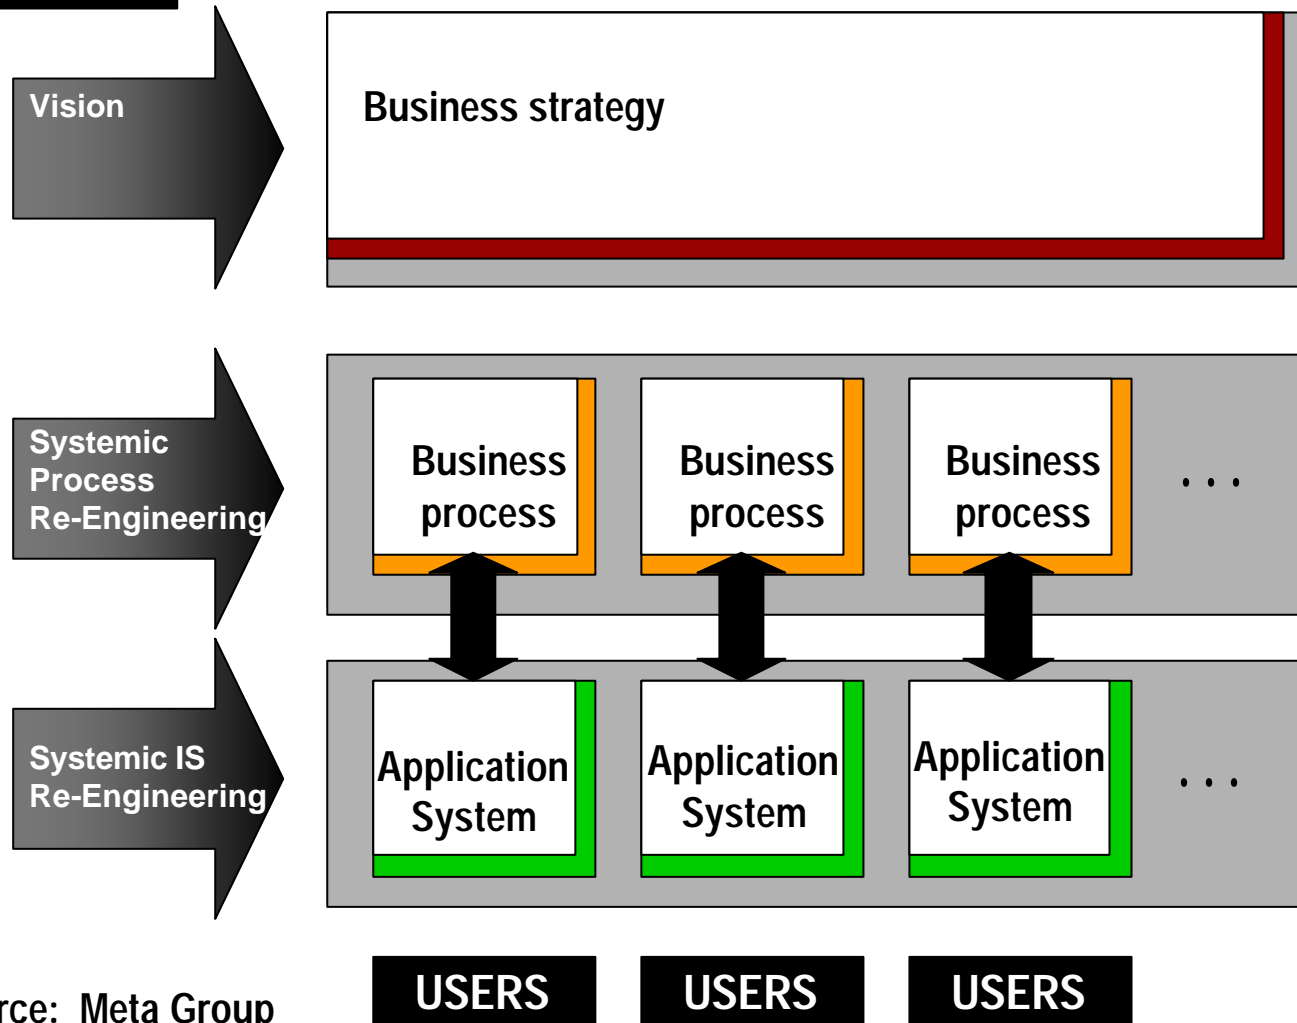 Vision
Business strategy
Systemic
Process
Re-Engineering
Business
process
Business
process
Business
process
. . .
Systemic IS
Re-Engineering
Application
System
Application
System
Application
System
. . .
USERS
USERS
USERS
rce: Meta Group